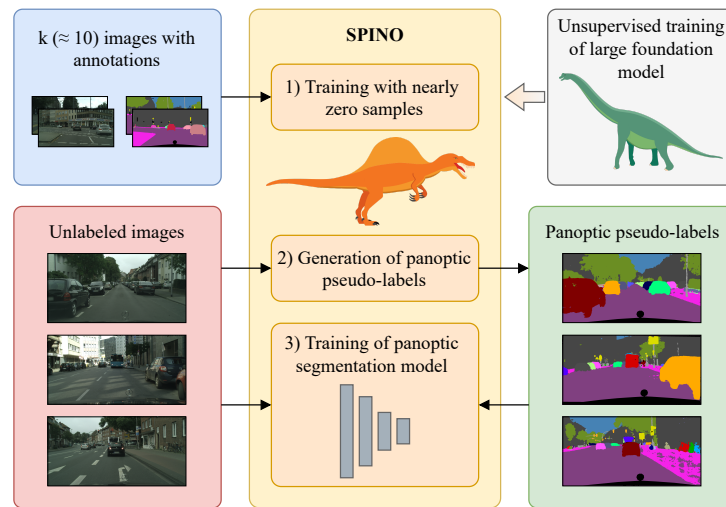 k (≈ 10) images with
annotations
SPINO
1) Training with nearly
zero samples
Unsupervised training
of large foundation
model
Unlabeled images
2) Generation of panoptic
pseudo-labels
Panoptic pseudo-labels
3) Training of panoptic
segmentation model